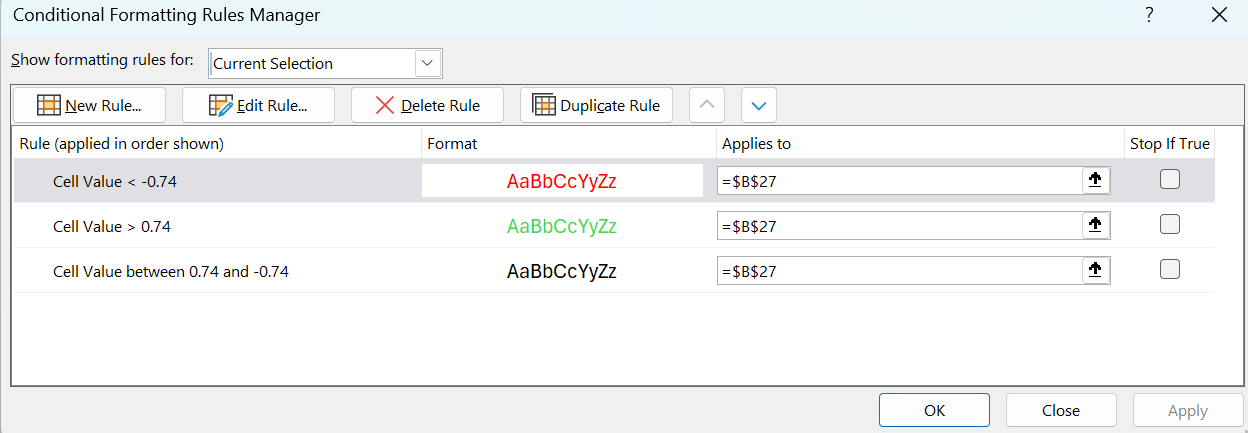 Conditional Formatting Rules Manager ?
Show formatting rules for: Current Selection
New Rule... Edit Rule... Delete Rule Duplicate Rule
Rule (applied in order shown) Format Applies to Stop If True
Cell Value < -0.74 AaBbCcYyZz =$B$27
Cell Value > 0.74 AaBbCcYyZz =$B$27
Cell Value between 0.74 and -0.74 AaBbCcYyZz =$B$27
OK Close Apply